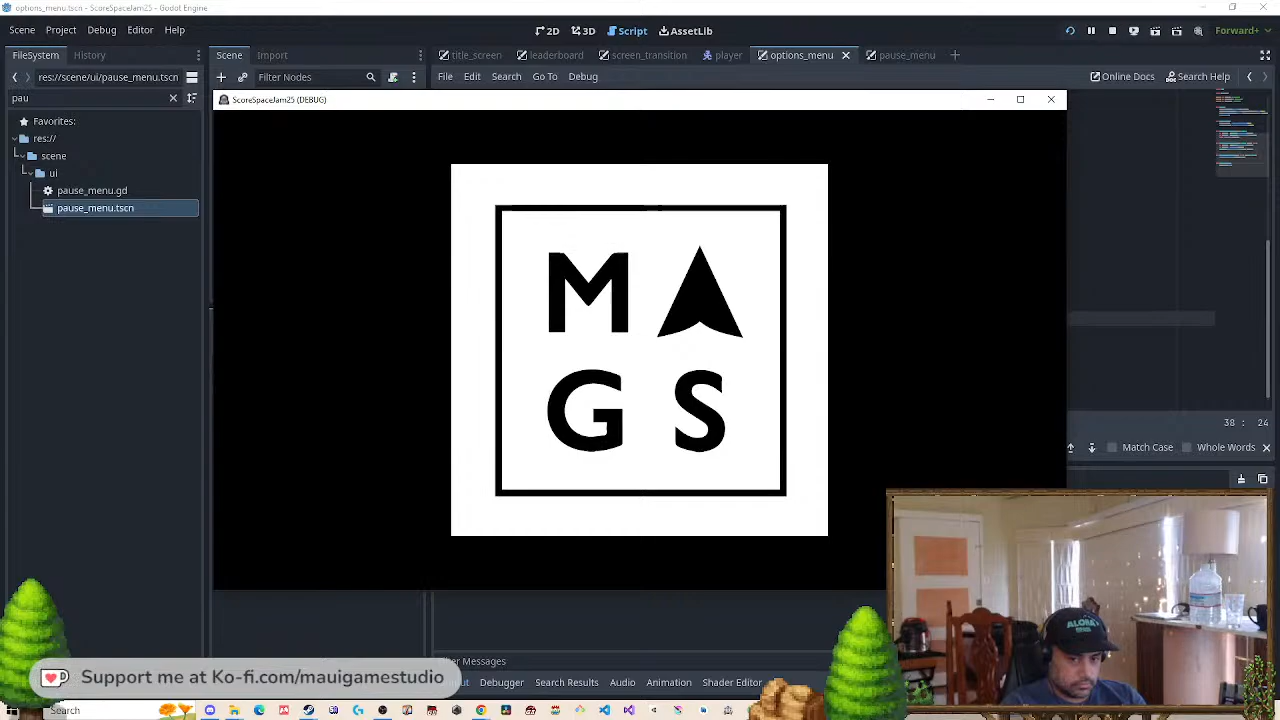 options_menu.tscn - ScoreSpaceJam25 - Godot Engine
Scene Project Debug Editor Help
2D 3D Script AssetLib
Forward+
FileSystem History
Scene Import
title_screen leaderboard screen_transition player options_menu pause_menu
res://scene/ui/pause_menu.tscn
Filter Nodes
File Edit Search Go To Debug
Online Docs Search Help
pau
ScoreSpaceJam25 (DEBUG)
Favorites:
res://
scene
ui
pause_menu.gd
pause_menu.tscn
M A
G S
38 : 24
Match Case Whole Words
ALOHA
Support me at Ko-fi.com/mauigamestudio
Messages
Debugger Search Results Audio Animation Shader Editor